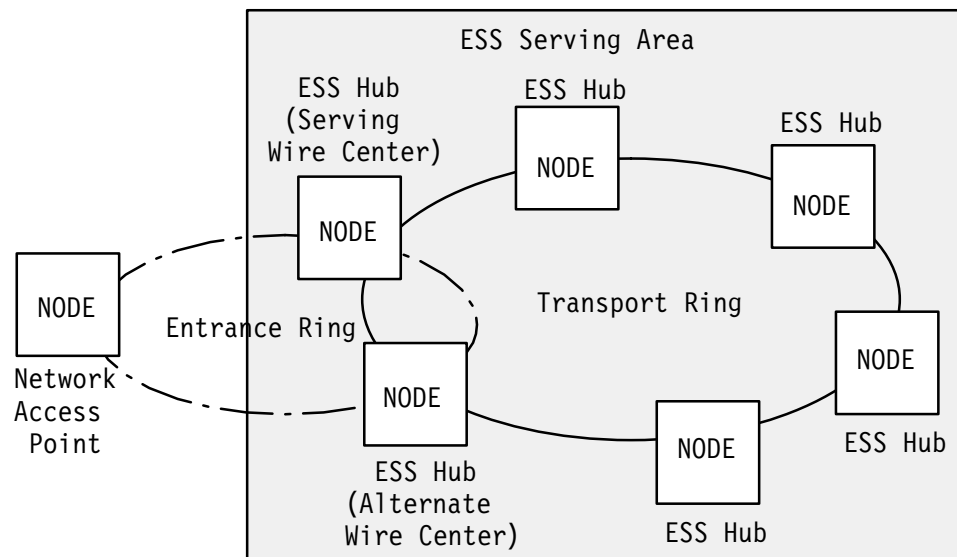 ESS Serving Area
ESS Hub
(Serving
Wire Center)
ESS Hub
ESS Hub
NODE
NODE
NODE
NODE
Transport Ring
Entrance Ring
NODE
NODE
NODE
Network
Access
Point
ESS Hub
(Alternate
Wire Center)
ESS Hub
ESS Hub